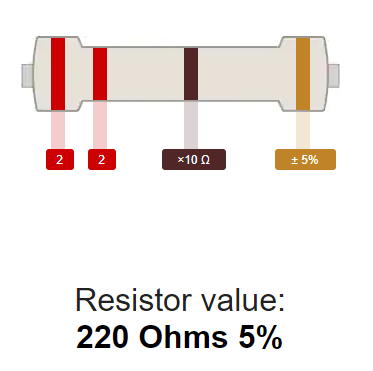 2 2 ×10 Ω ± 5%
Resistor value:
220 Ohms 5%